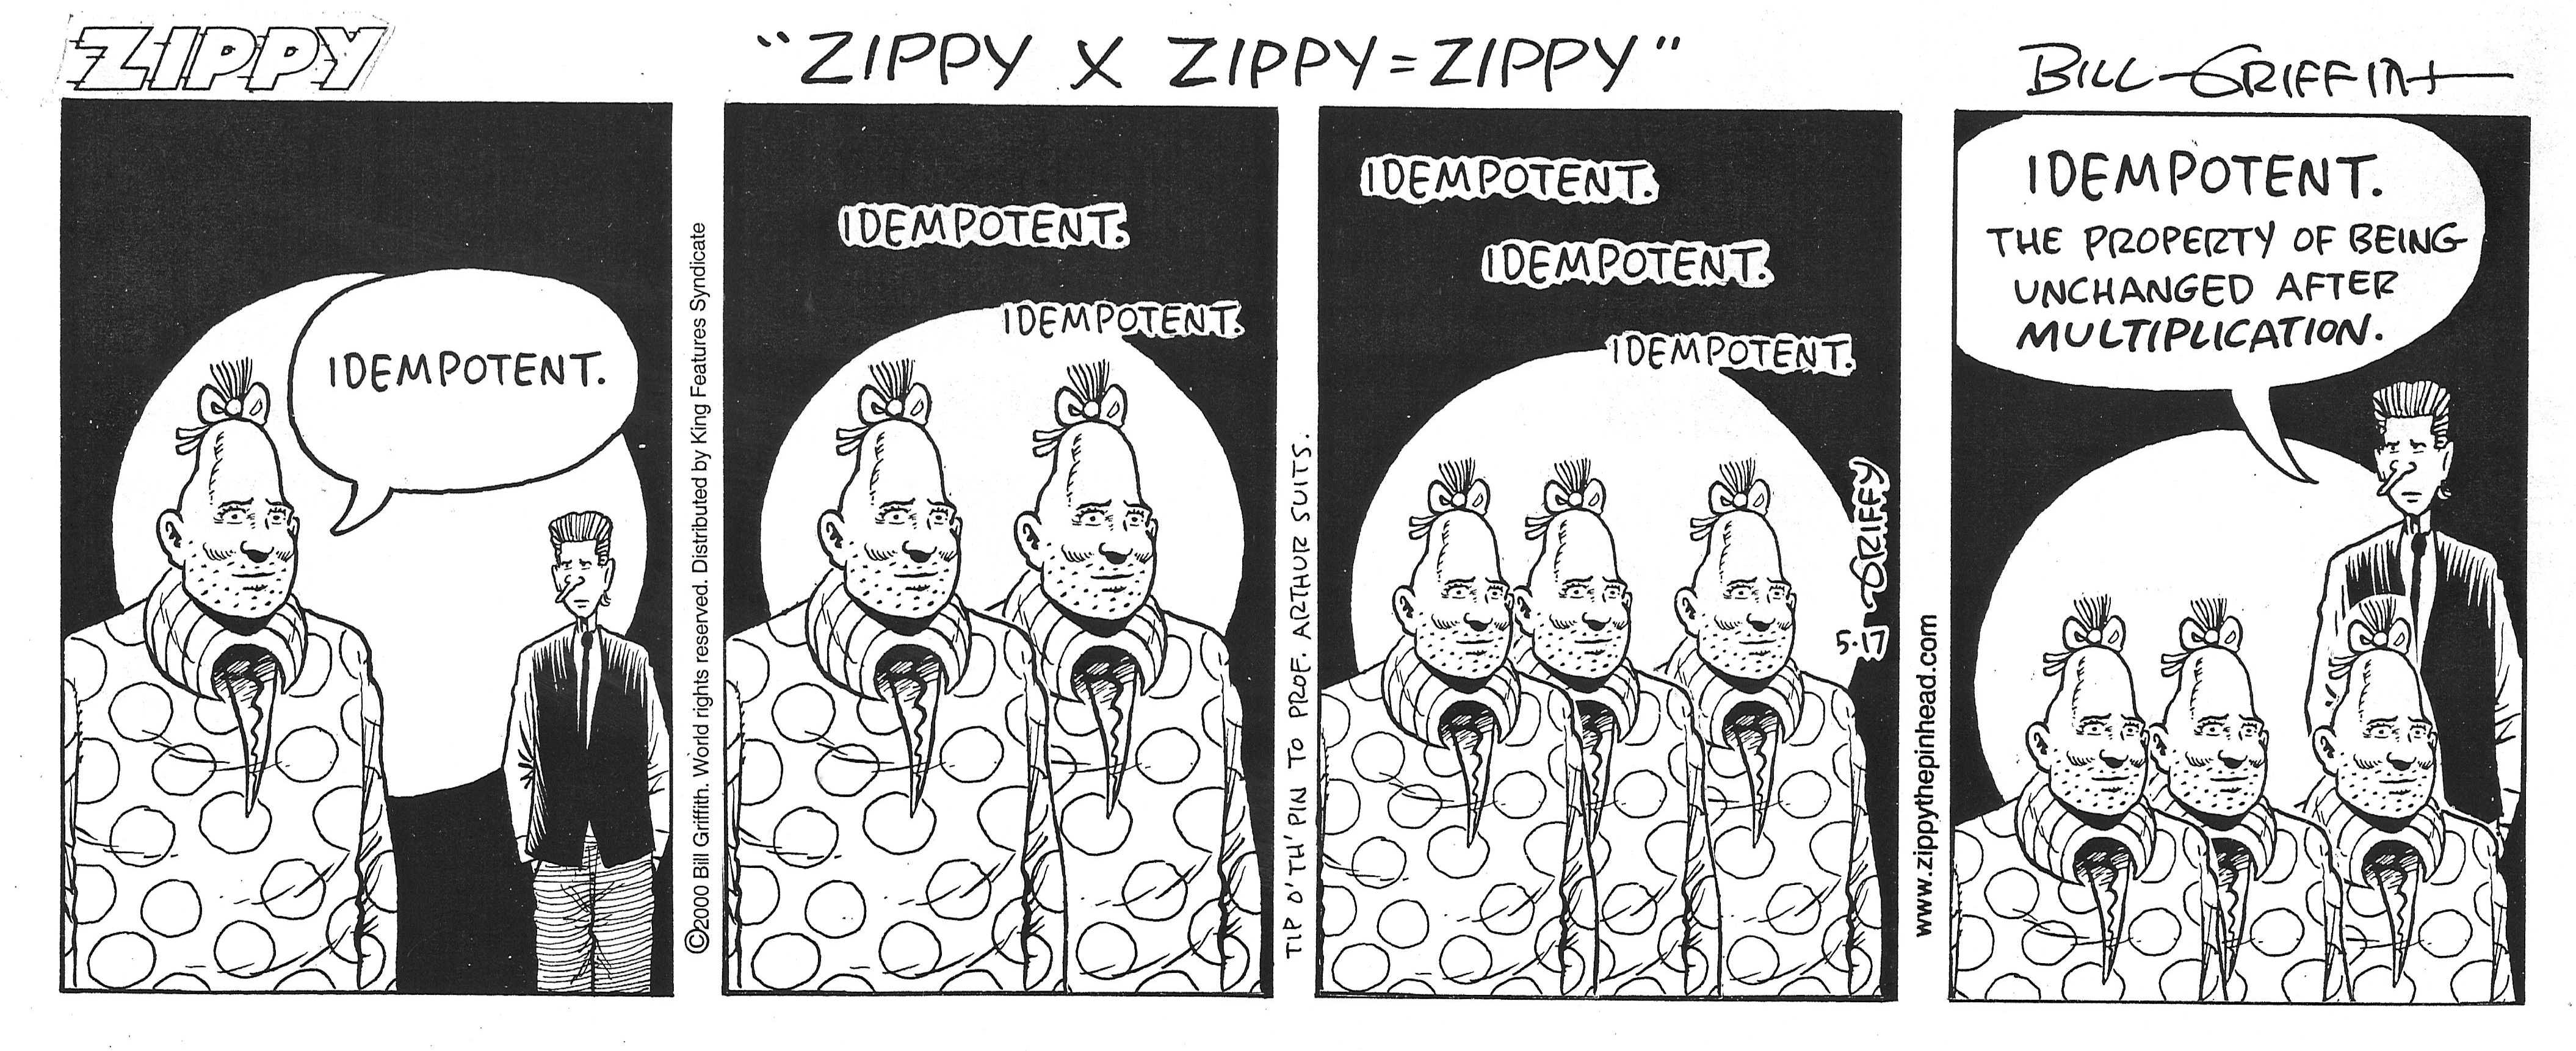 ZIPPY
"ZIPPY X ZIPPY=ZIPPY"
BILL GRIFFITH
IDEMPOTENT.
©2000 Bill Griffith. World rights reserved. Distributed by King Features Syndicate
IDEMPOTENT.
IDEMPOTENT.
TIP O' TH' PIN TO PROF. ARTHUR SUITS.
IDEMPOTENT.
IDEMPOTENT.
IDEMPOTENT.
5·17
GRIFFY
www.zippythepinhead.com
IDEMPOTENT.
THE PROPERTY OF BEING
UNCHANGED AFTER
MULTIPLICATION.